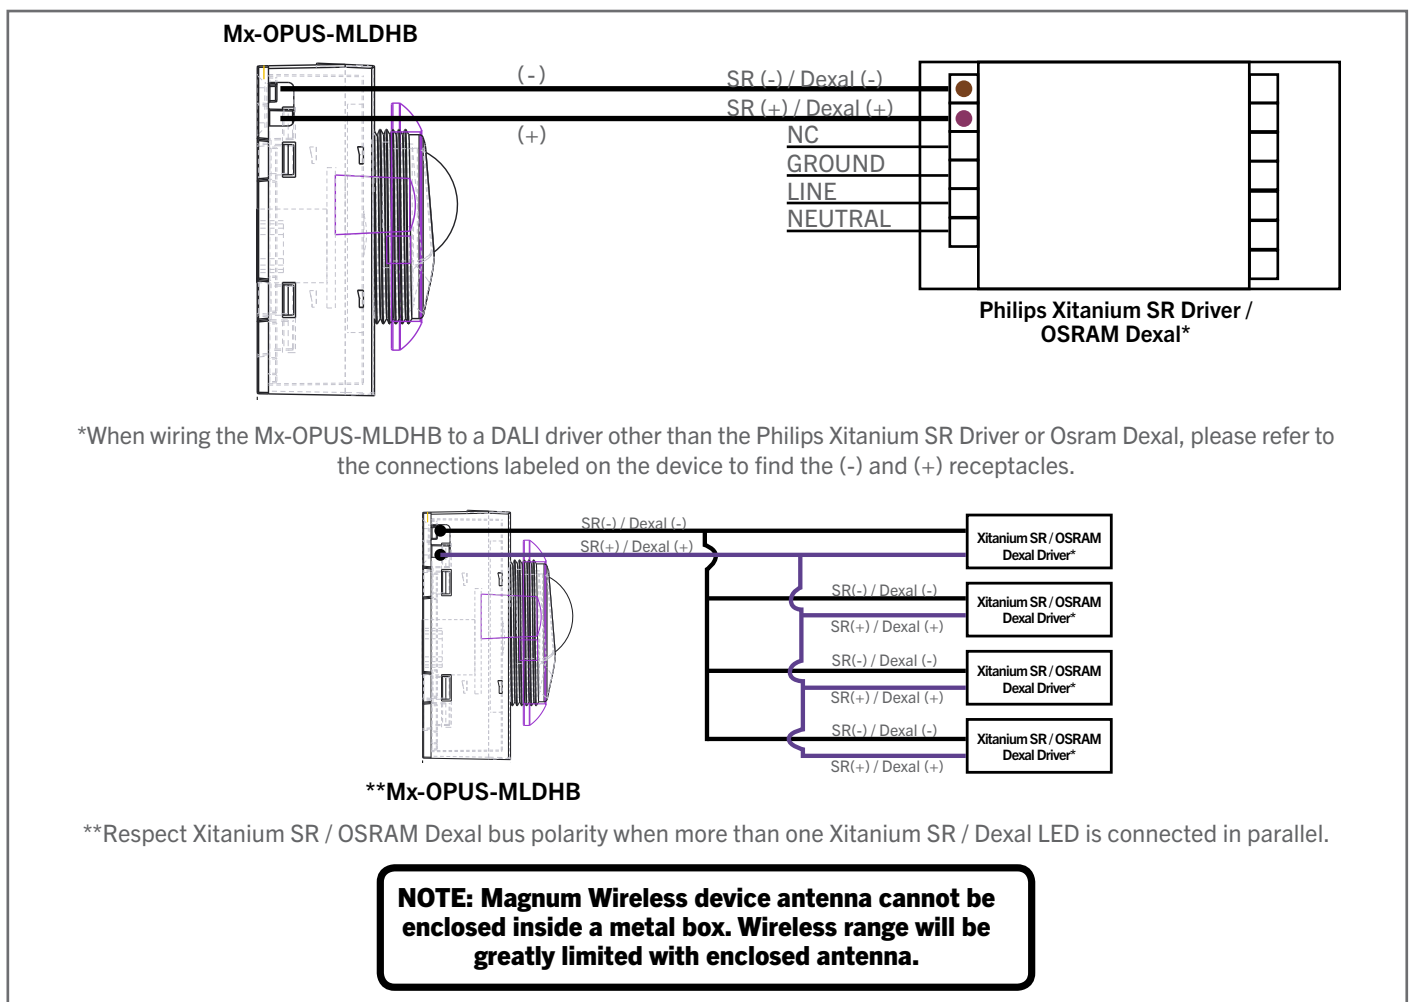 Mx-OPUS-MLDHB
(-)
SR (-) / Dexal (-)
SR (+) / Dexal (+)
(+)
NC
GROUND
LINE
NEUTRAL
Philips Xitanium SR Driver /
OSRAM Dexal*
*When wiring the Mx-OPUS-MLDHB to a DALI driver other than the Philips Xitanium SR Driver or Osram Dexal, please refer to
the connections labeled on the device to find the (-) and (+) receptacles.
SR(-) / Dexal (-)
SR(+) / Dexal (+)
Xitanium SR / OSRAM
Dexal Driver*
SR(-) / Dexal (-)
SR(+) / Dexal (+)
Xitanium SR / OSRAM
Dexal Driver*
SR(-) / Dexal (-)
SR(+) / Dexal (+)
Xitanium SR / OSRAM
Dexal Driver*
SR(-) / Dexal (-)
SR(+) / Dexal (+)
Xitanium SR / OSRAM
Dexal Driver*
**Mx-OPUS-MLDHB
**Respect Xitanium SR / OSRAM Dexal bus polarity when more than one Xitanium SR / Dexal LED is connected in parallel.
NOTE: Magnum Wireless device antenna cannot be
enclosed inside a metal box. Wireless range will be
greatly limited with enclosed antenna.